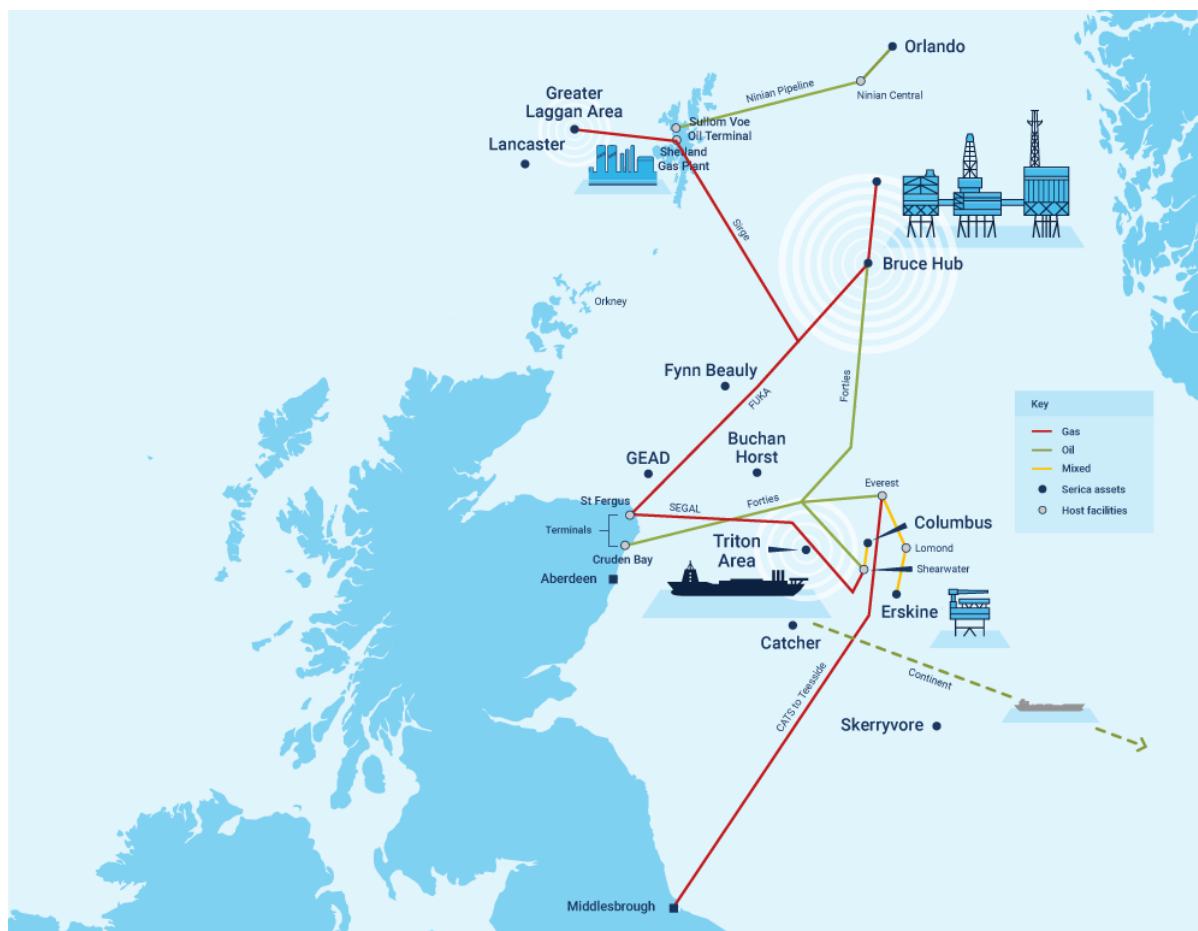 Orlando
Ninian Pipeline
Ninian Central
Greater
Laggan Area
Sullom Voe
Oil Terminal
Lancaster
Shetland
Gas Plant
Sirge
Bruce Hub
Orkney
Fynn Beauly
FUKA
Forties
Key
Gas
Oil
Mixed
Serica assets
Host facilities
Buchan
Horst
GEAD
Everest
St Fergus
SEGAL
Forties
Terminals
Columbus
Triton
Area
Lomond
Cruden Bay
Shearwater
Aberdeen
Erskine
Catcher
Continent
CATS to Teesside
Skerryvore
Middlesbrough